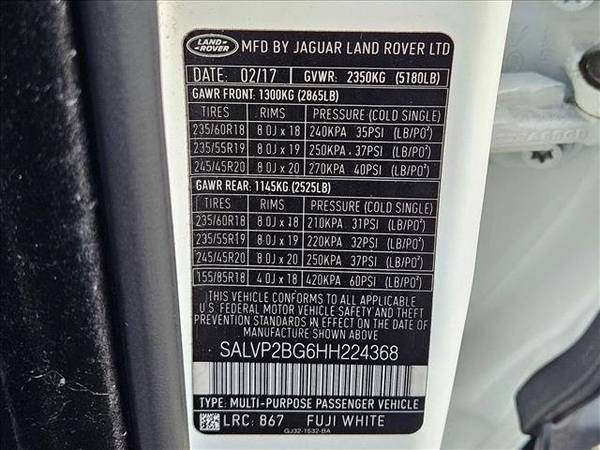 LAND-
ROVER
MFD BY JAGUAR LAND ROVER LTD
DATE: 02/17 GVWR: 2350KG (5180LB)
GAWR FRONT: 1300KG (2865LB)
TIRES RIMS PRESSURE (COLD SINGLE)
235/60R18 8.0J x 18 240KPA 35PSI (LB/PO²)
235/55R19 8.0J x 19 250KPA 37PSI (LB/PO²)
245/45R20 8.0J x 20 270KPA 40PSI (LB/PO²)
GAWR REAR: 1145KG (2525LB)
TIRES RIMS PRESSURE (COLD SINGLE)
235/60R18 8.0J x 18 210KPA 31PSI (LB/PO²)
235/55R19 8.0J x 19 220KPA 32PSI (LB/PO²)
245/45R20 8.0J x 20 250KPA 37PSI (LB/PO²)
155/85R18 4.0J x 18 420KPA 60PSI (LB/PO²)
THIS VEHICLE CONFORMS TO ALL APPLICABLE
U.S. FEDERAL MOTOR VEHICLE SAFETY AND THEFT
PREVENTION STANDARDS IN EFFECT ON THE DATE
OF MANUFACTURE SHOWN ABOVE.
SALVP2BG6HH224368
TYPE: MULTI-PURPOSE PASSENGER VEHICLE
LRC: 867 FUJI WHITE
GJ32-1532-BA